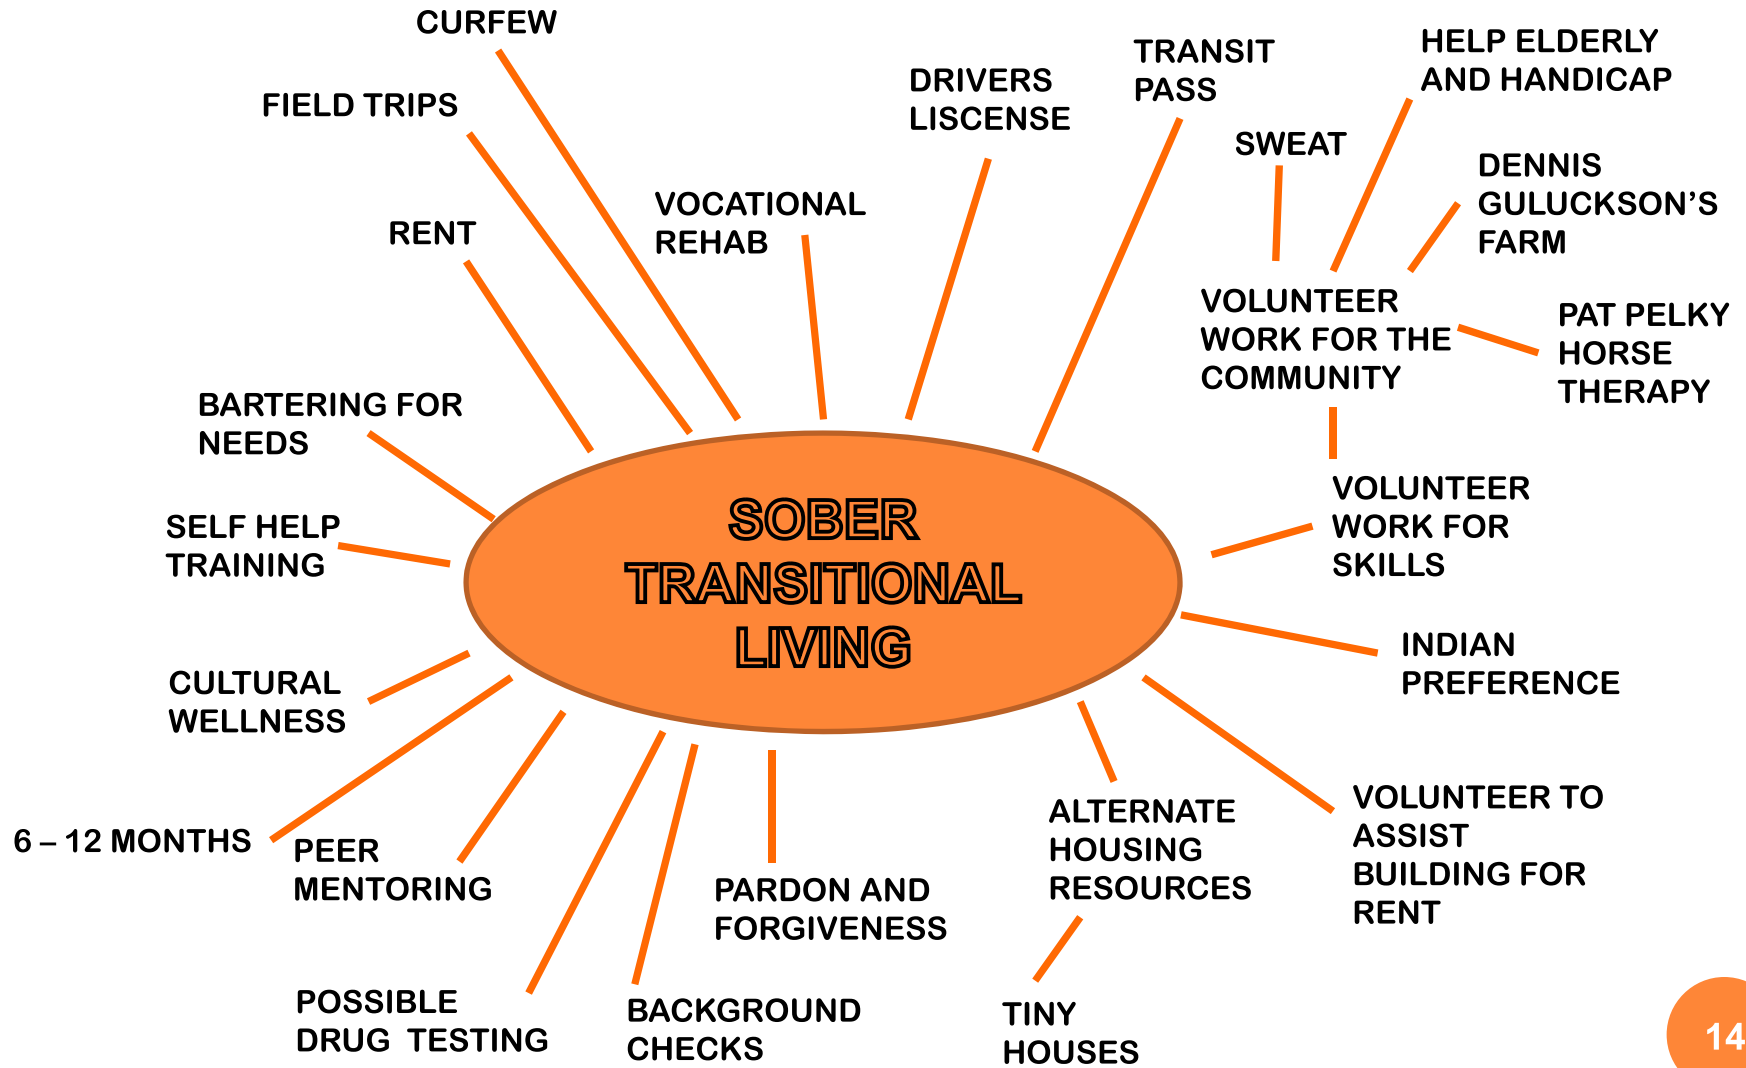 CURFEW
FIELD TRIPS
RENT
VOCATIONAL
REHAB
DRIVERS
LISCENSE
TRANSIT
PASS
SWEAT
HELP ELDERLY
AND HANDICAP
DENNIS
GULUCKSON’S
FARM
VOLUNTEER
WORK FOR THE
COMMUNITY
PAT PELKY
HORSE
THERAPY
BARTERING FOR
NEEDS
SELF HELP
TRAINING
SOBER
TRANSITIONAL
LIVING
VOLUNTEER
WORK FOR
SKILLS
INDIAN
PREFERENCE
CULTURAL
WELLNESS
6 – 12 MONTHS
PEER
MENTORING
PARDON AND
FORGIVENESS
ALTERNATE
HOUSING
RESOURCES
VOLUNTEER TO
ASSIST
BUILDING FOR
RENT
POSSIBLE
DRUG  TESTING
BACKGROUND
CHECKS
TINY
HOUSES
14